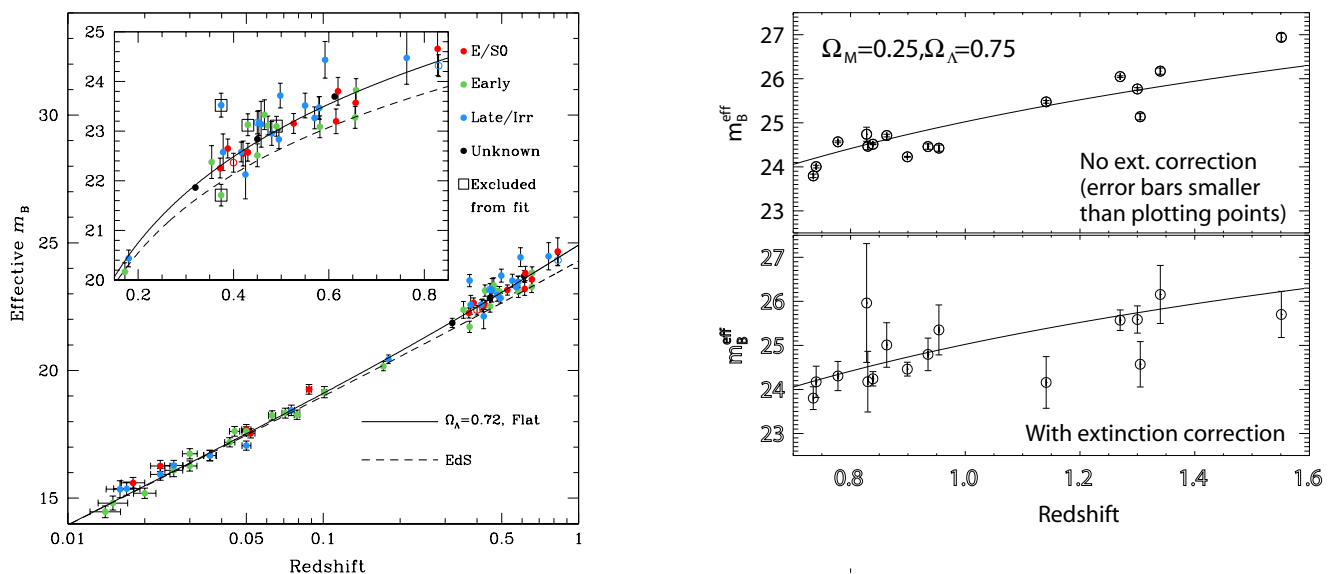 25
24
23
22
21
20
0.2
0.4
0.6
0.8
E/S0
Early
Late/Irr
Unknown
Excluded
from fit
Effective m_B
25
20
15
Ω_Λ=0.72, Flat
EdS
0.01
0.05
0.1
0.5
1
Redshift
27
26
25
24
23
m_B^eff
Ω_M=0.25,Ω_Λ=0.75
No ext. correction
(error bars smaller
than plotting points)
27
26
25
24
23
m_B^eff
With extinction correction
0.8
1.0
1.2
1.4
1.6
Redshift